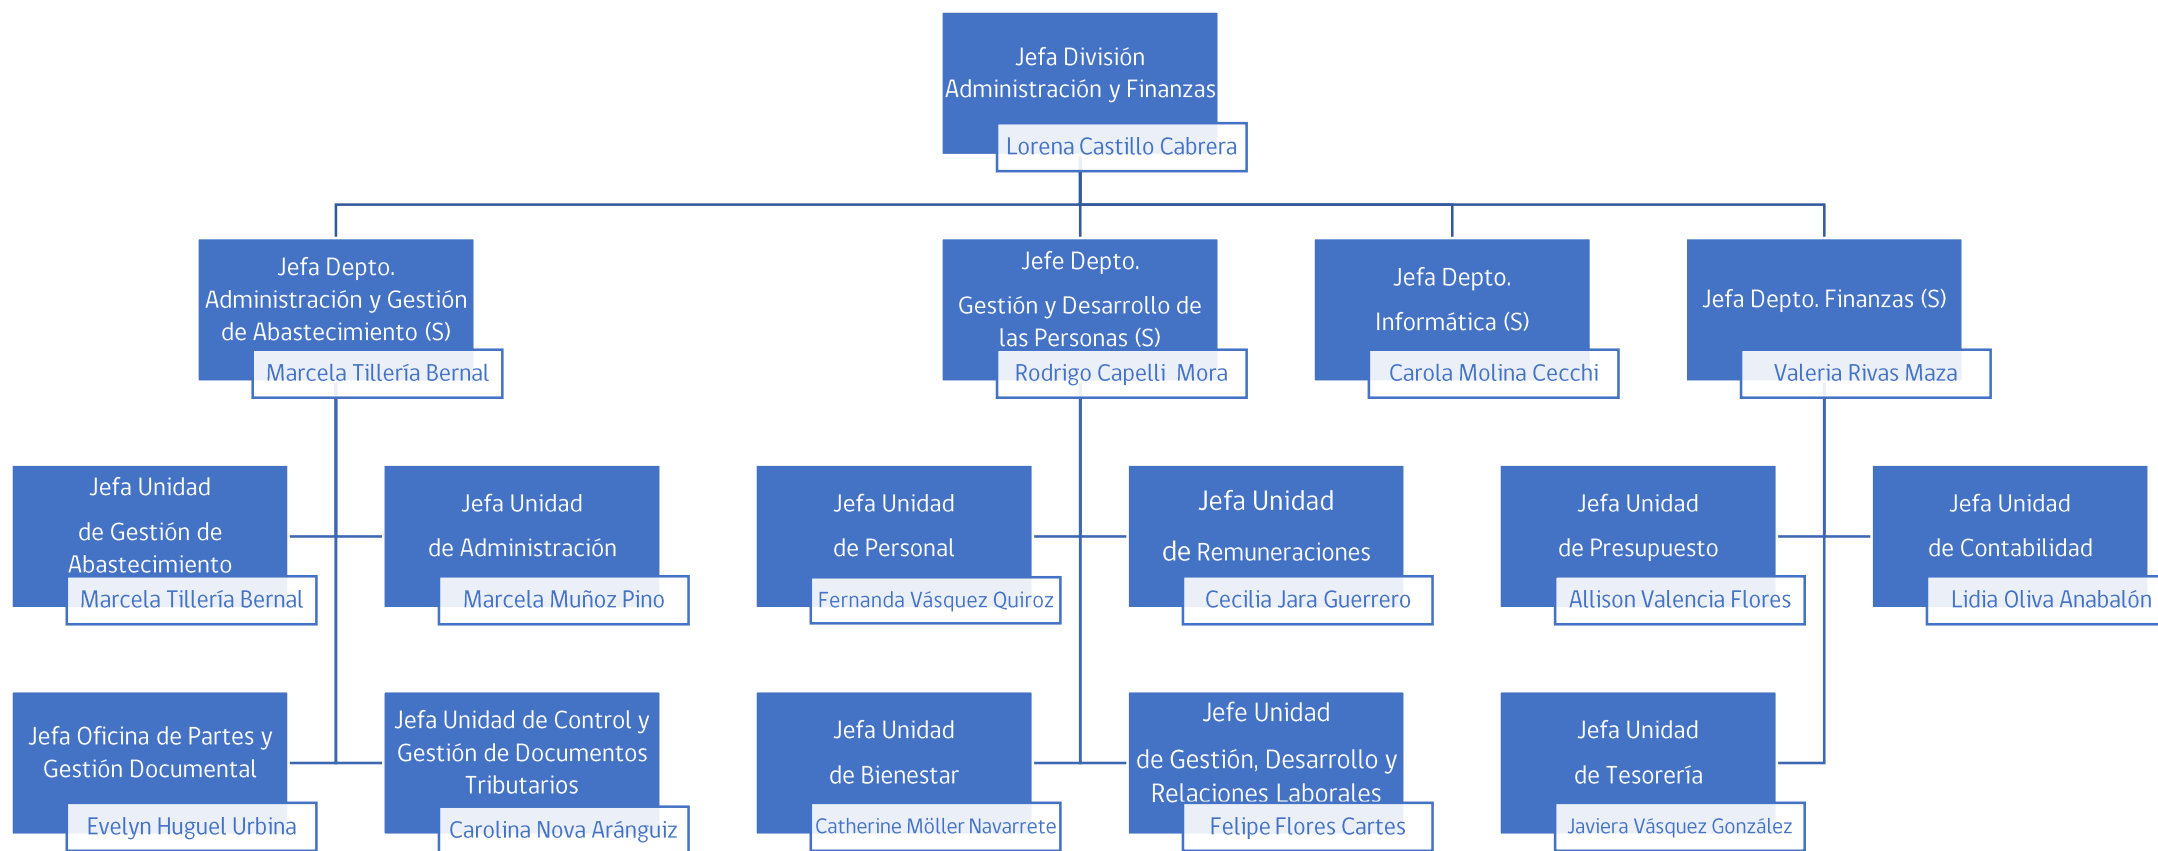 Jefa División
Administración y Finanzas
Lorena Castillo Cabrera
Jefa Depto.
Administración y Gestión
de Abastecimiento (S)
Marcela Tillería Bernal
Jefe Depto.
Gestión y Desarrollo de
las Personas (S)
Rodrigo Capelli Mora
Jefa Depto.
Informática (S)
Carola Molina Cecchi
Jefa Depto. Finanzas (S)
Valeria Rivas Maza
Jefa Unidad
de Gestión de
Abastecimiento
Marcela Tillería Bernal
Jefa Unidad
de Administración
Marcela Muñoz Pino
Jefa Unidad
de Personal
Fernanda Vásquez Quiroz
Jefa Unidad
de Remuneraciones
Cecilia Jara Guerrero
Jefa Unidad
de Presupuesto
Allison Valencia Flores
Jefa Unidad
de Contabilidad
Lidia Oliva Anabalón
Jefa Oficina de Partes y
Gestión Documental
Evelyn Huguel Urbina
Jefa Unidad de Control y
Gestión de Documentos
Tributarios
Carolina Nova Aránguiz
Jefa Unidad
de Bienestar
Catherine Möller Navarrete
Jefe Unidad
de Gestión, Desarrollo y
Relaciones Laborales
Felipe Flores Cartes
Jefa Unidad
de Tesorería
Javiera Vásquez González